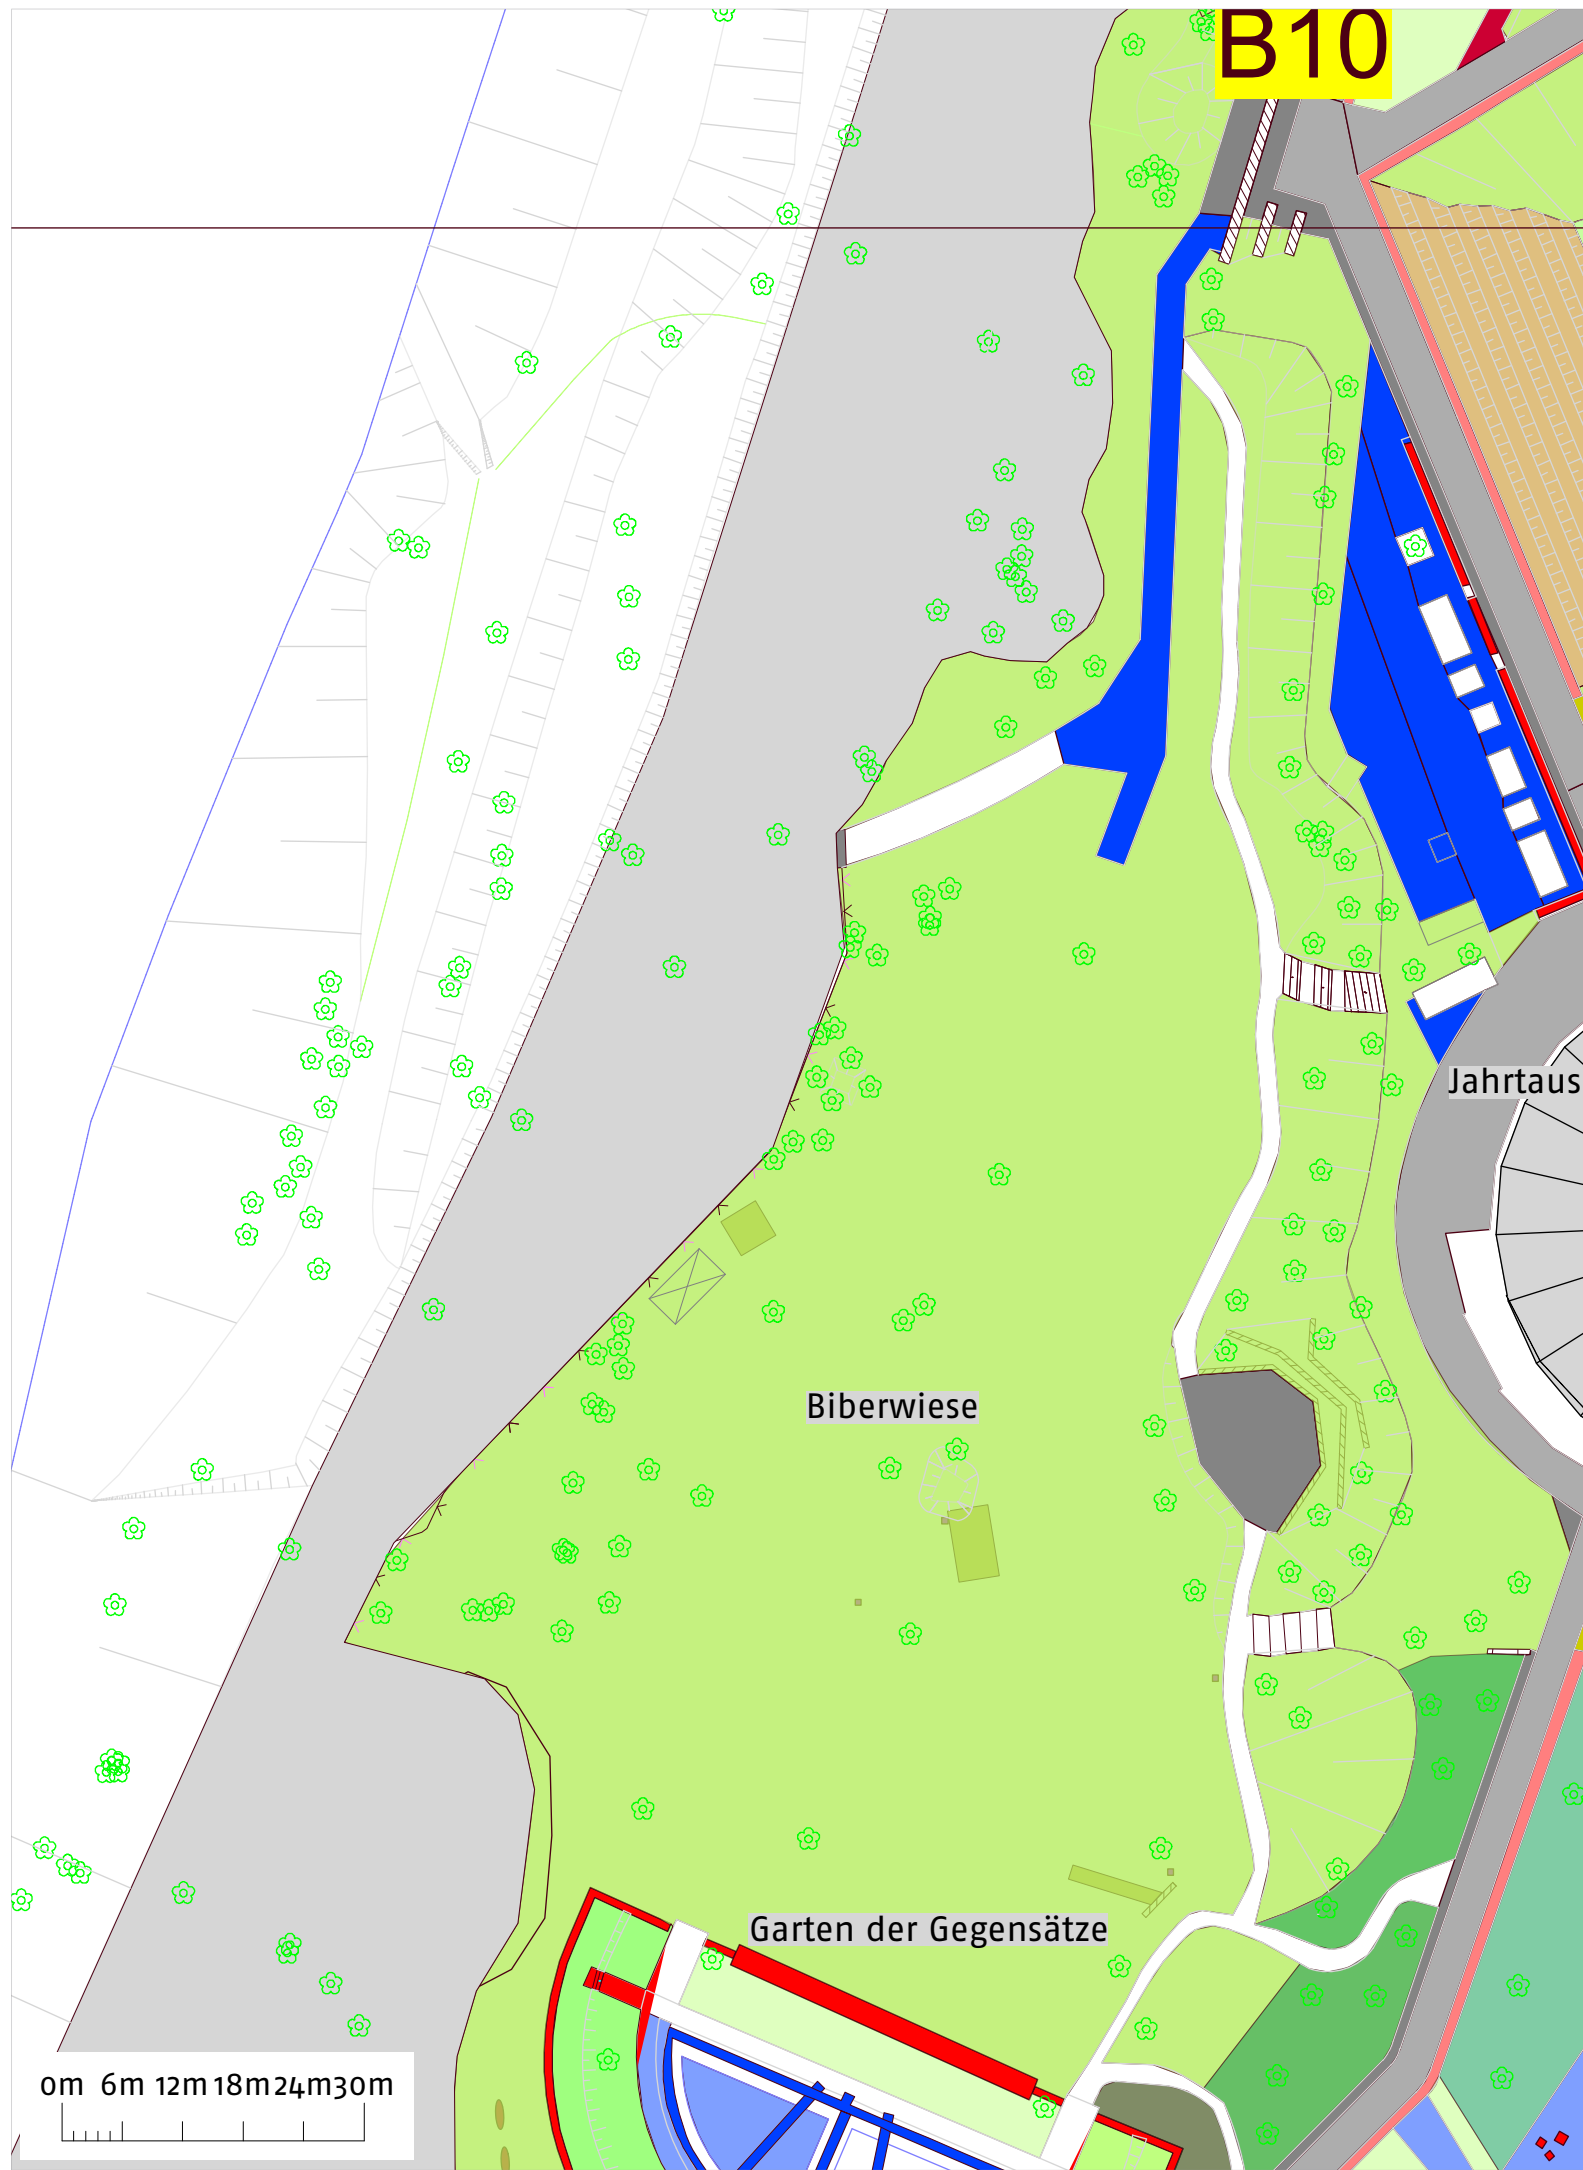 B10
Jahrtaus
Biberwiese
Garten der Gegensätze
0m 6m 12m 18m 24m 30m